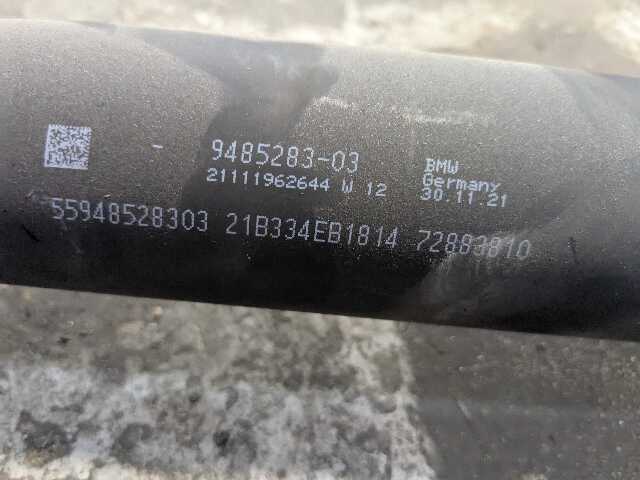 - 9485283-03
21111962644 W 12
BMW
Germany
30.11.21
55948528303 21B334EB1814 72883810